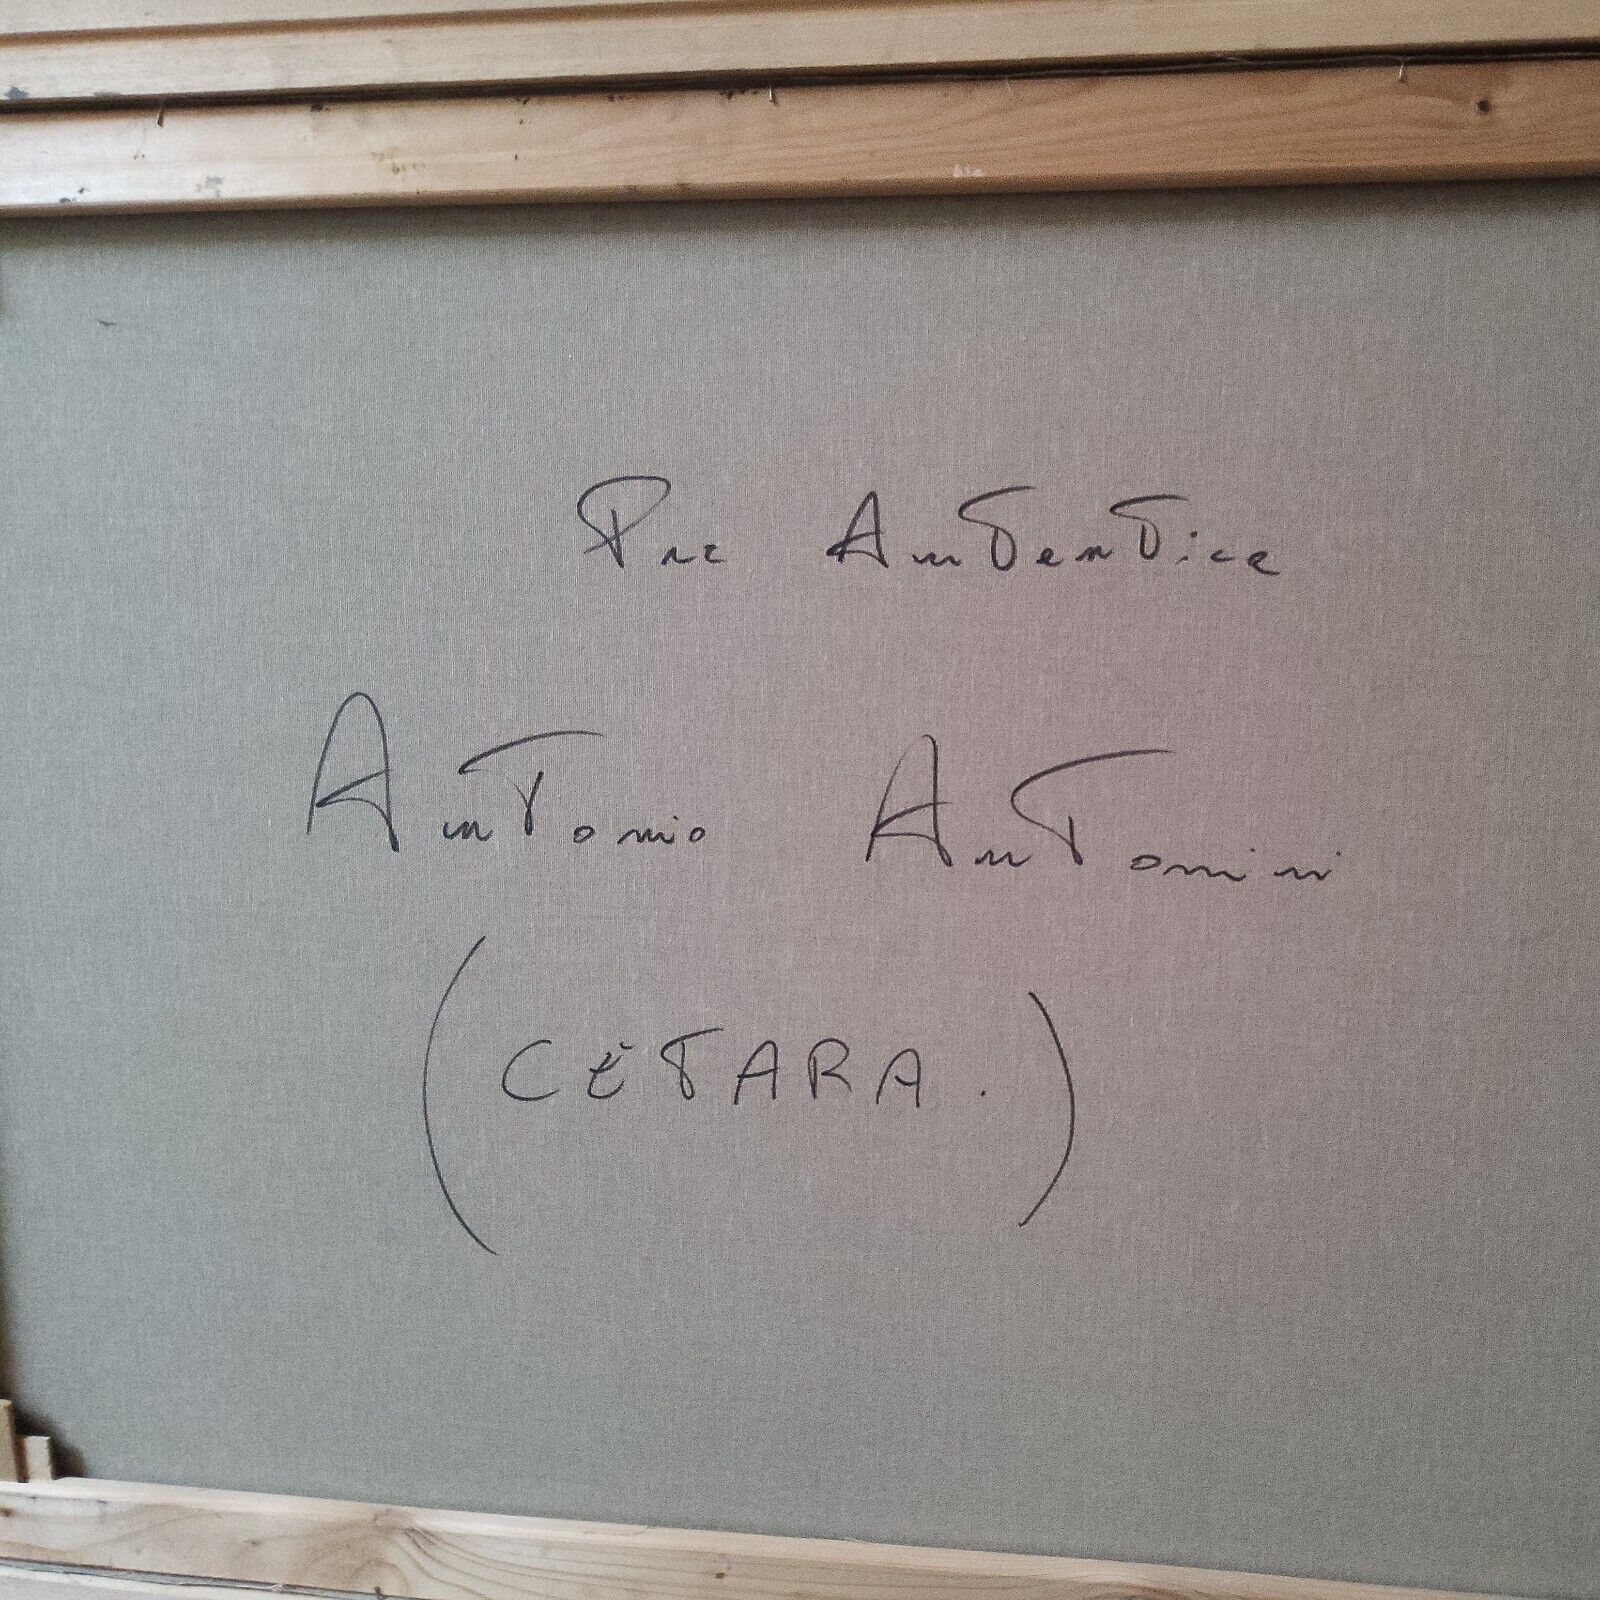 Per Autentica
Antonio Antonini
(CETARA.)